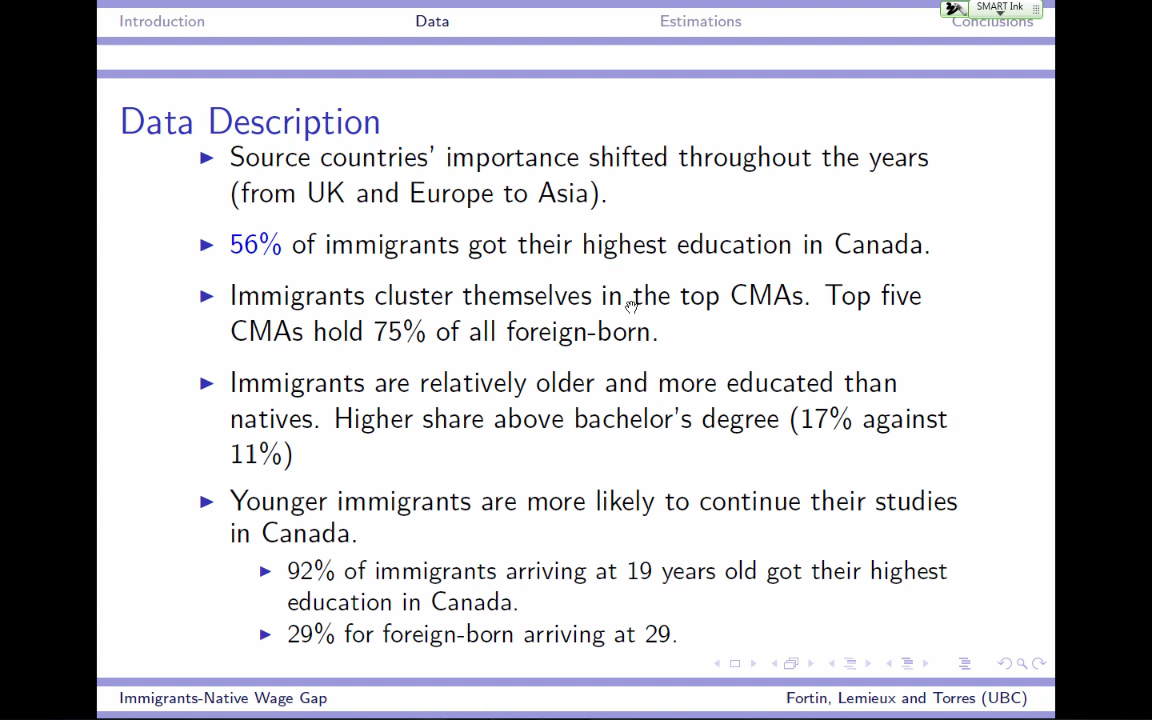 SMART Ink
Introduction Data Estimations Conclusions
Data Description
Source countries' importance shifted throughout the years
(from UK and Europe to Asia).
56% of immigrants got their highest education in Canada.
Immigrants cluster themselves in the top CMAs. Top five
CMAs hold 75% of all foreign-born.
Immigrants are relatively older and more educated than
natives. Higher share above bachelor's degree (17% against
11%)
Younger immigrants are more likely to continue their studies
in Canada.
92% of immigrants arriving at 19 years old got their highest
education in Canada.
29% for foreign-born arriving at 29.
Immigrants-Native Wage Gap Fortin, Lemieux and Torres (UBC)